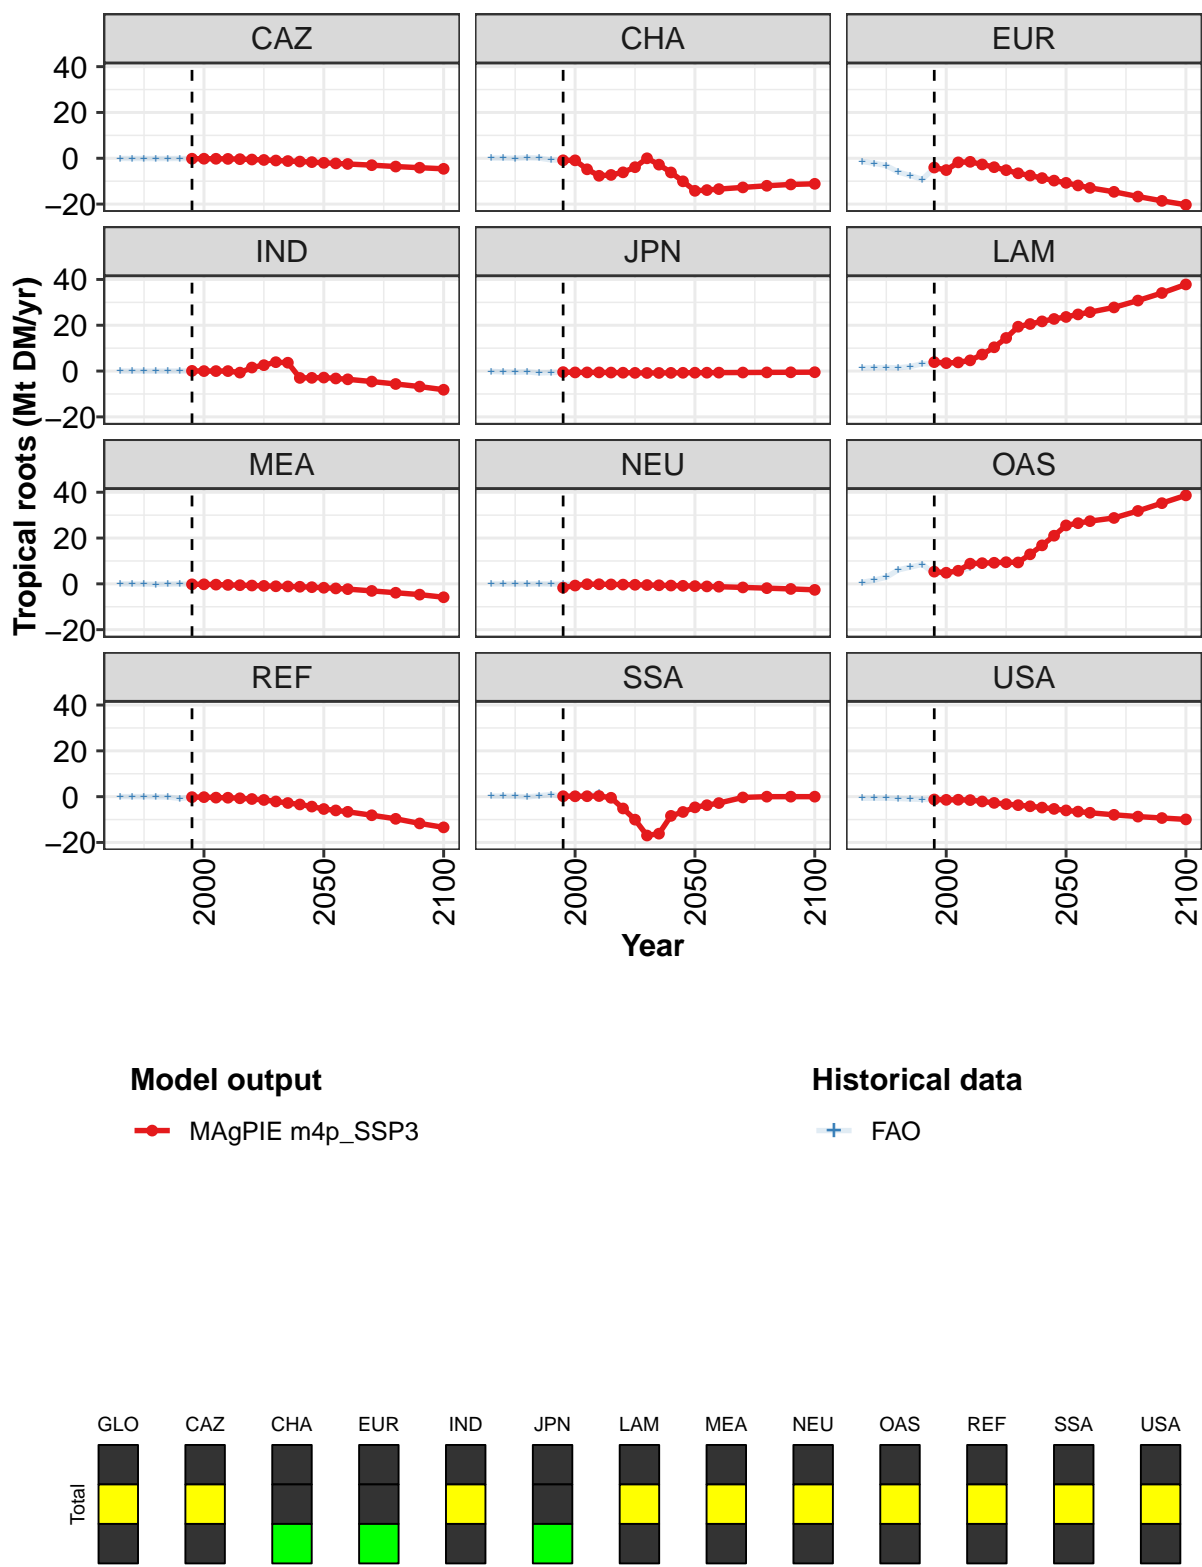 CAZ CHA EUR
40
20
0
−20
IND JPN LAM
40
20
0
−20
MEA NEU OAS
40
20
0
−20
REF SSA USA
40
20
0
−20
Tropical roots (Mt DM/yr)
2000 2050 2100 2000 2050 2100 2000 2050 2100
Year
Model output Historical data
MAgPIE m4p_SSP3 FAO
GLO CAZ CHA EUR IND JPN LAM MEA NEU OAS REF SSA USA
Total